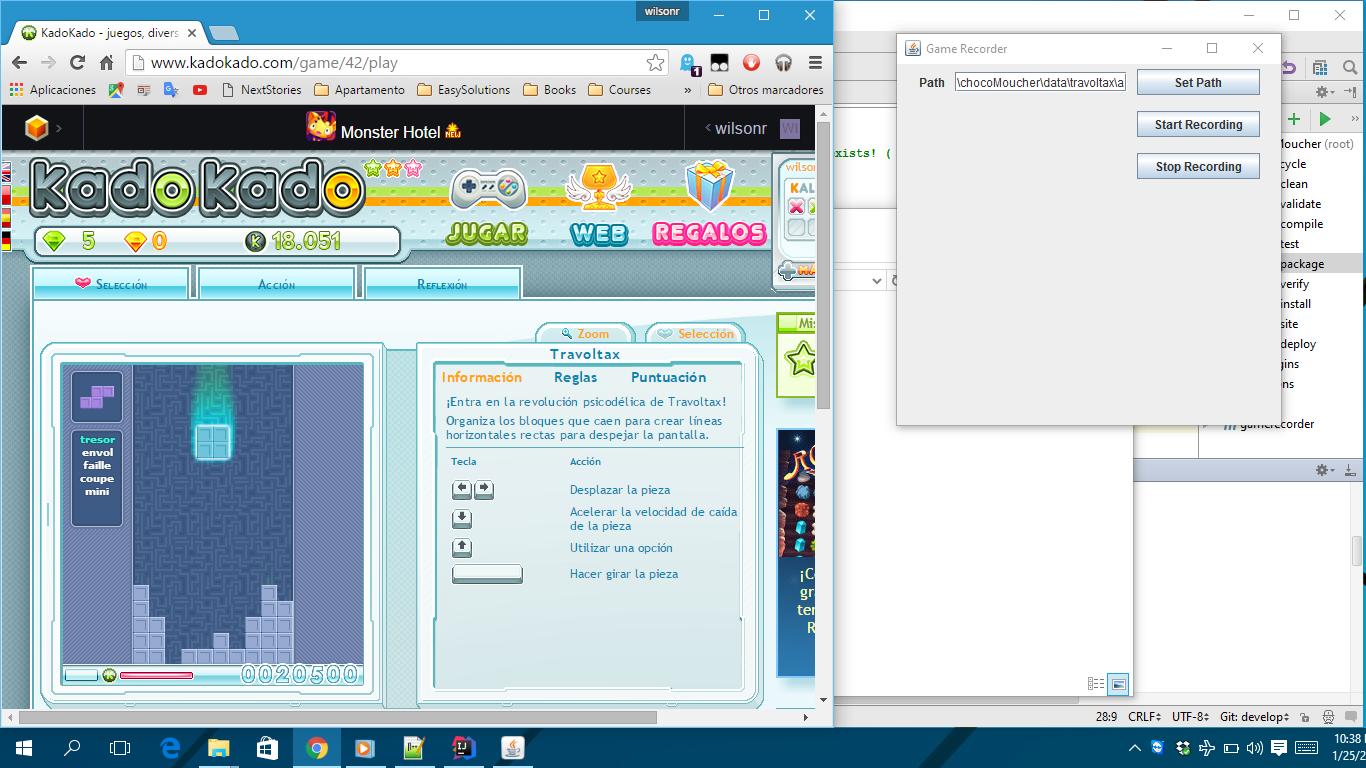 wilsonr
KadoKado - juegos, divers
www.kadokado.com/game/42/play
1
Aplicaciones
NextStories
Apartamento
EasySolutions
Books
Courses
»
Otros marcadores
Monster Hotel NEW
wilsonr
WI
KadoKado
JUGAR
WEB
REGALOS
5
0
K 18.051
Selección
Acción
Reflexión
Zoom
Selección
Travoltax
Información
Reglas
Puntuación
¡Entra en la revolución psicodélica de Travoltax!
Organiza los bloques que caen para crear líneas
horizontales rectas para despejar la pantalla.
Tecla
Acción
Desplazar la pieza
Acelerar la velocidad de caída
de la pieza
Utilizar una opción
Hacer girar la pieza
tresor
envol
faille
coupe
mini
0020500
Game Recorder
Path
\chocoMoucher\data\travoltax\a
Set Path
Start Recording
Stop Recording
xists! (
Moucher (root)
cycle
clean
validate
compile
test
package
verify
install
site
deploy
gins
ens
gamerecorder
28:9
CRLF
UTF-8
Git: develop
10:38
1/25/2